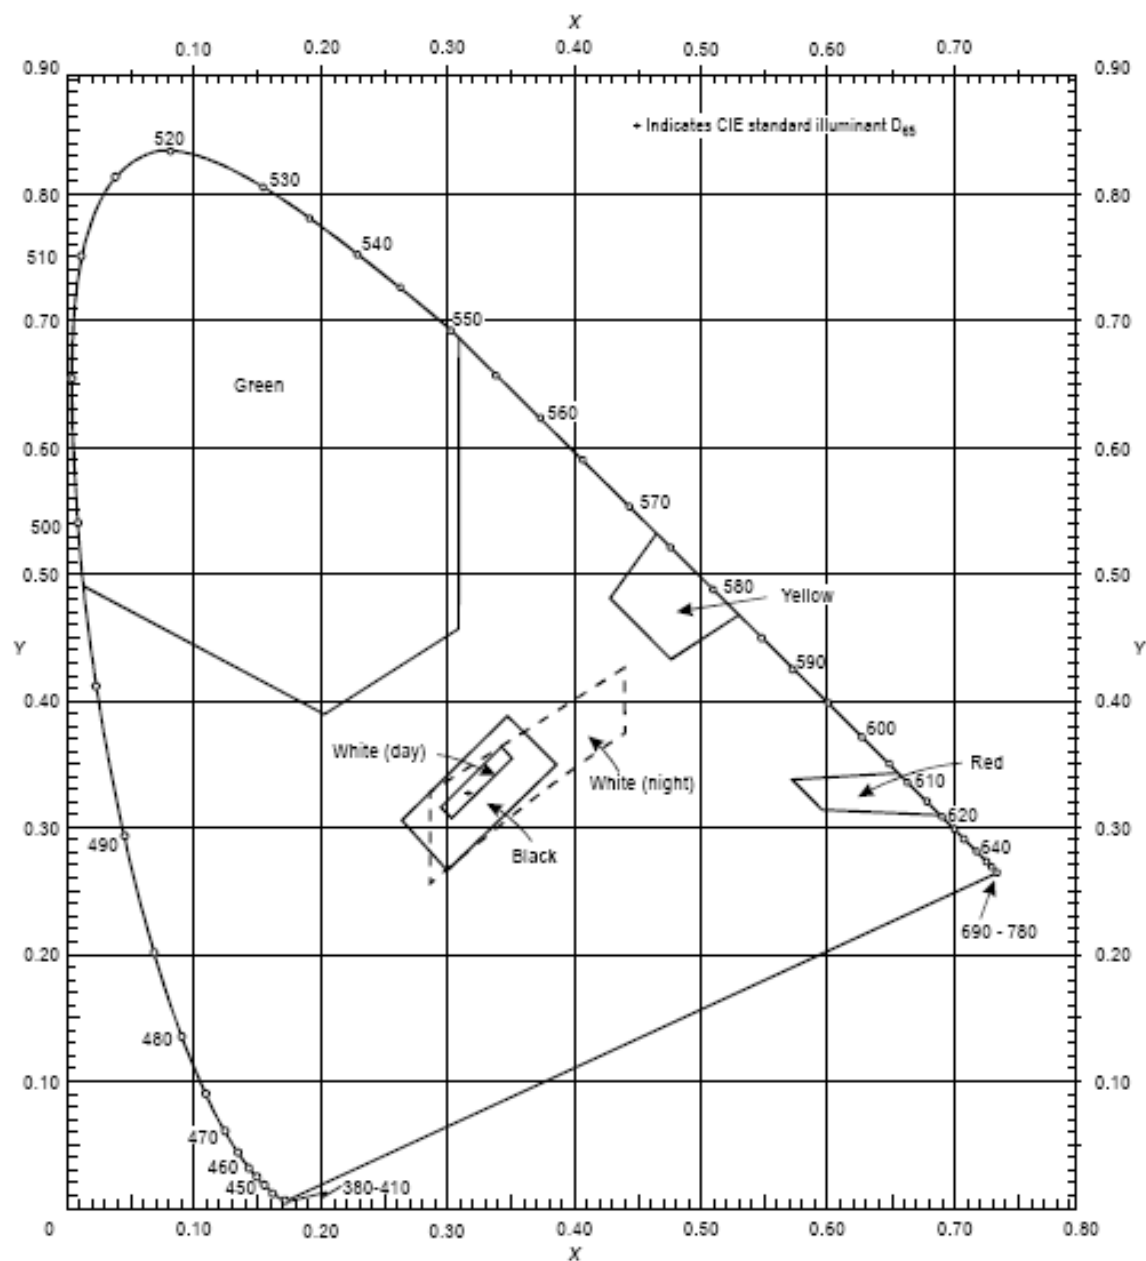 X
0.10 0.20 0.30 0.40 0.50 0.60 0.70
0.90 0.90
+ Indicates CIE standard illuminant D65
520
530
0.80 0.80
540
510
550
0.70 0.70
Green
560
0.60 0.60
570
500
0.50 0.50
580
Yellow
Y Y
590
0.40 0.40
600
White (day)
Red
White (night)
610
0.30 620 0.30
490
Black
640
690 - 780
0.20 0.20
480
0.10 0.10
470
460
450 380-410
0 0.10 0.20 0.30 0.40 0.50 0.60 0.70 0.80
X